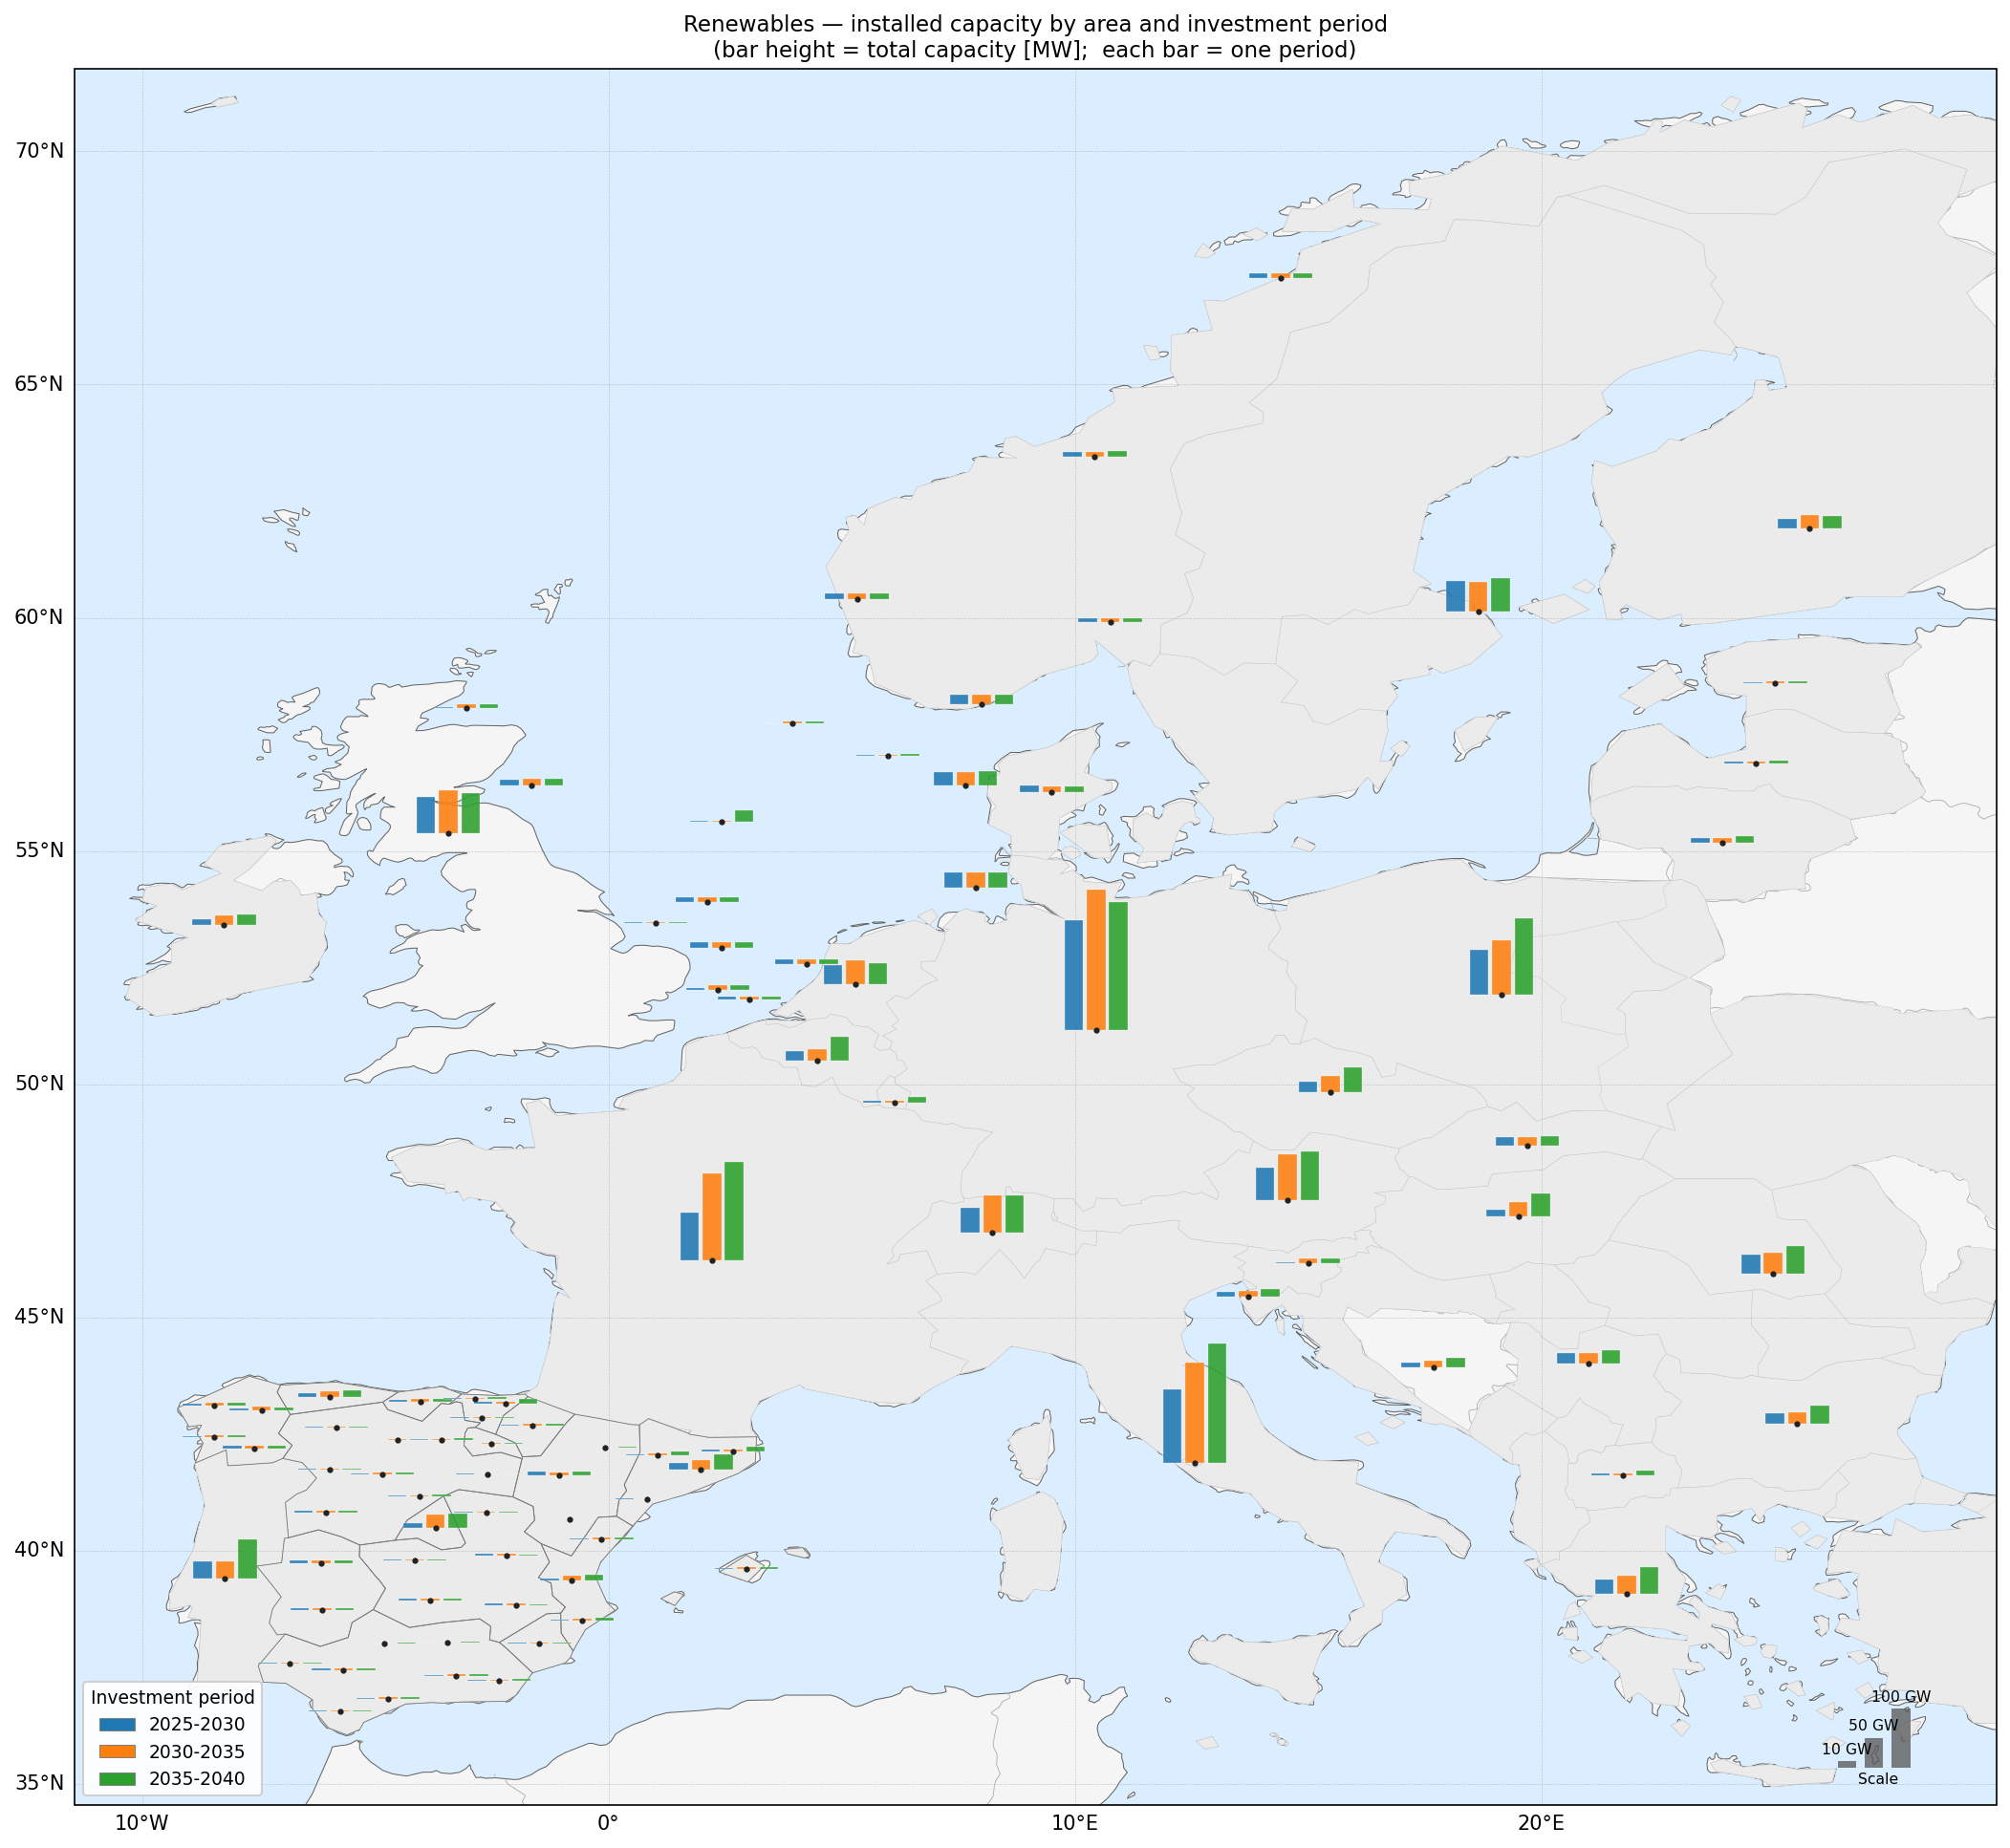 Renewables — installed capacity by area and investment period
(bar height = total capacity [MW];  each bar = one period)
70°N
65°N
60°N
55°N
50°N
45°N
40°N
35°N
10°W
0°
10°E
20°E
Investment period
2025-2030
2030-2035
2035-2040
100 GW
50 GW
10 GW
Scale